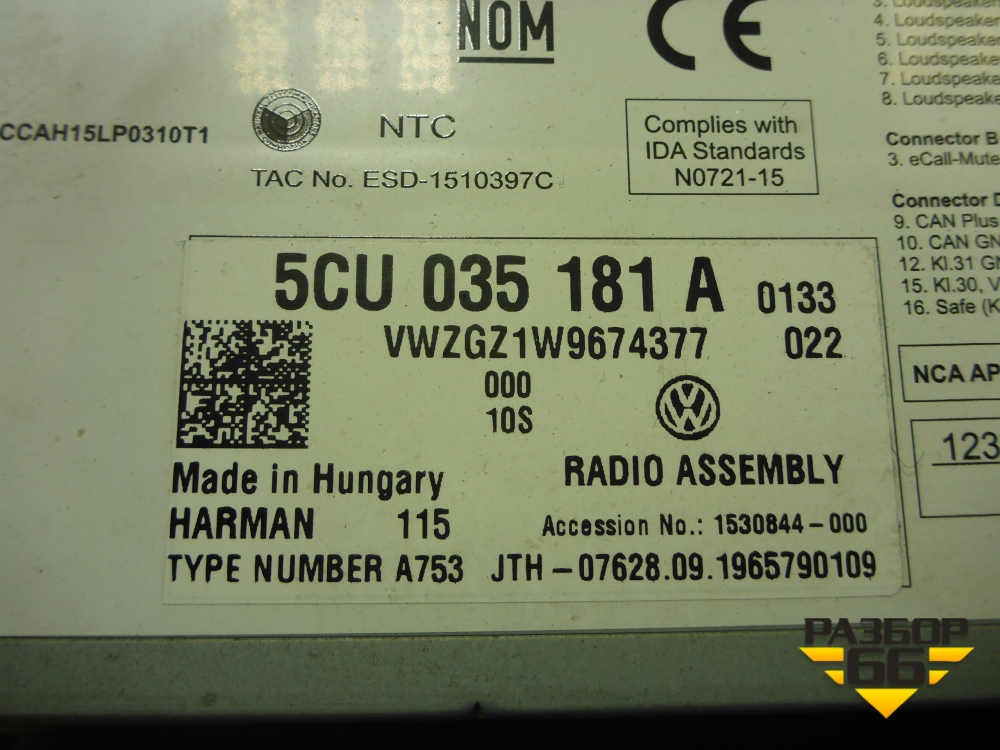 NOM
CE
4. Loudspeaker
5. Loudspeaker
6. Loudspeake
7. Loudspeake
8. Loudspeake
CCAH15LP0310T1
NTC
TAC No. ESD-1510397C
Complies with
IDA Standards
N0721-15
Connector B
3. eCall-Mute
Connector D
9. CAN Plus
10. CAN GN
12. Kl.31 GN
15. Kl.30, V
16. Safe (K
5CU 035 181 A 0133
VWZGZ1W9674377 022
000
10S
RADIO ASSEMBLY
Made in Hungary
HARMAN 115
Accession No.: 1530844-000
TYPE NUMBER A753 JTH-07628.09.1965790109
NCA AP
123
РАЗБОР
66